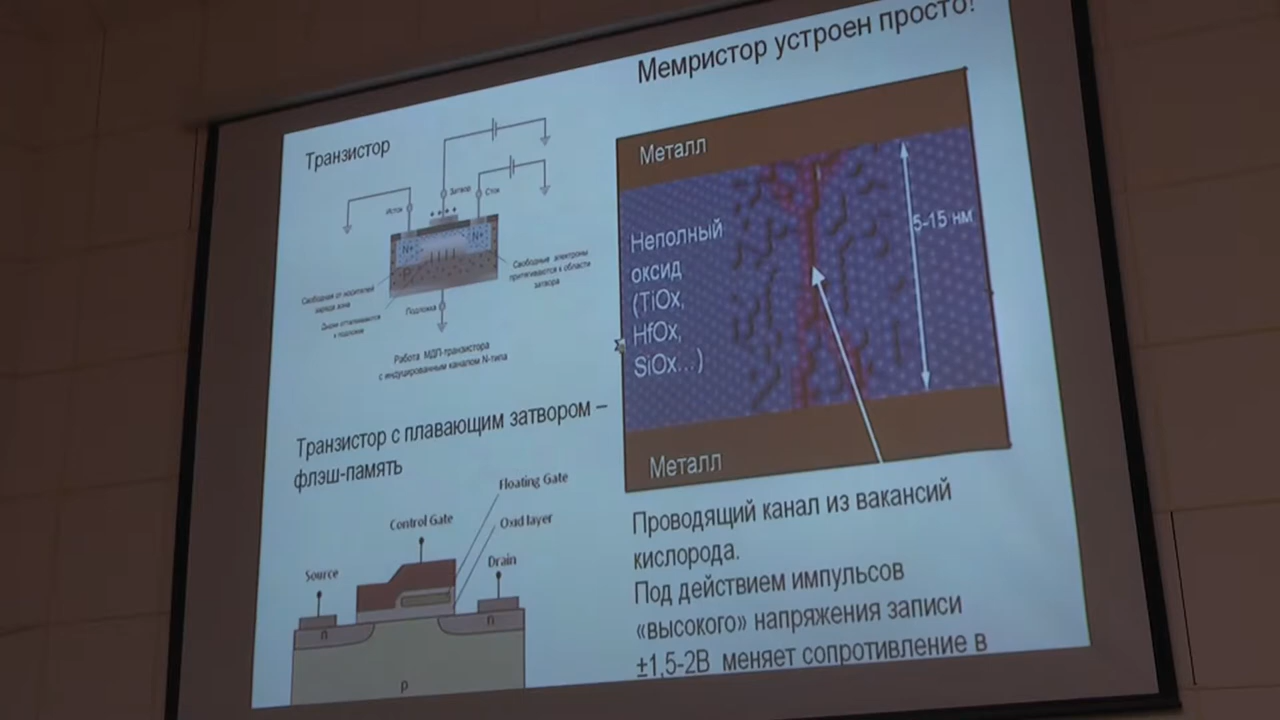 Мемристор устроен просто!
Транзистор
Затвор
Сток
Исток
N+
N+
Свободные электроны
притягиваются к области
затвора
Свободная от носителей
заряда зона
Дырки отталкиваются
к подложке
Подложка
Работа МДП-транзистора
с индуцированным каналом N-типа
Транзистор с плавающим затвором –
флэш-память
Floating Gate
Control Gate
Oxid layer
Source
Drain
n
n
p
Металл
Неполный
оксид
(TiOx,
HfOx,
SiOx...)
5-15 нм
Металл
Проводящий канал из вакансий
кислорода.
Под действием импульсов
«высокого» напряжения записи
±1,5-2В меняет сопротивление в